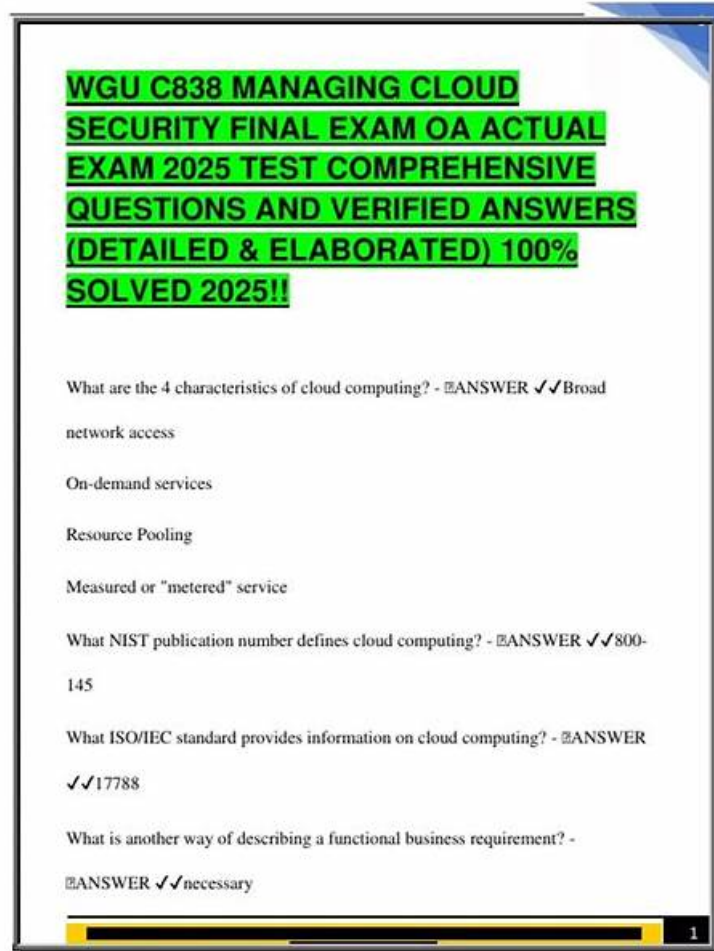 WGU C838 MANAGING CLOUD
SECURITY FINAL EXAM OA ACTUAL
EXAM 2025 TEST COMPREHENSIVE
QUESTIONS AND VERIFIED ANSWERS
(DETAILED & ELABORATED) 100%
SOLVED 2025!!
What are the 4 characteristics of cloud computing? - ⍰ANSWER ✓✓Broad
network access
On-demand services
Resource Pooling
Measured or "metered" service
What NIST publication number defines cloud computing? - ⍰ANSWER ✓✓800-
145
What ISO/IEC standard provides information on cloud computing? - ⍰ANSWER
✓✓17788
What is another way of describing a functional business requirement? -
⍰ANSWER ✓✓necessary
1